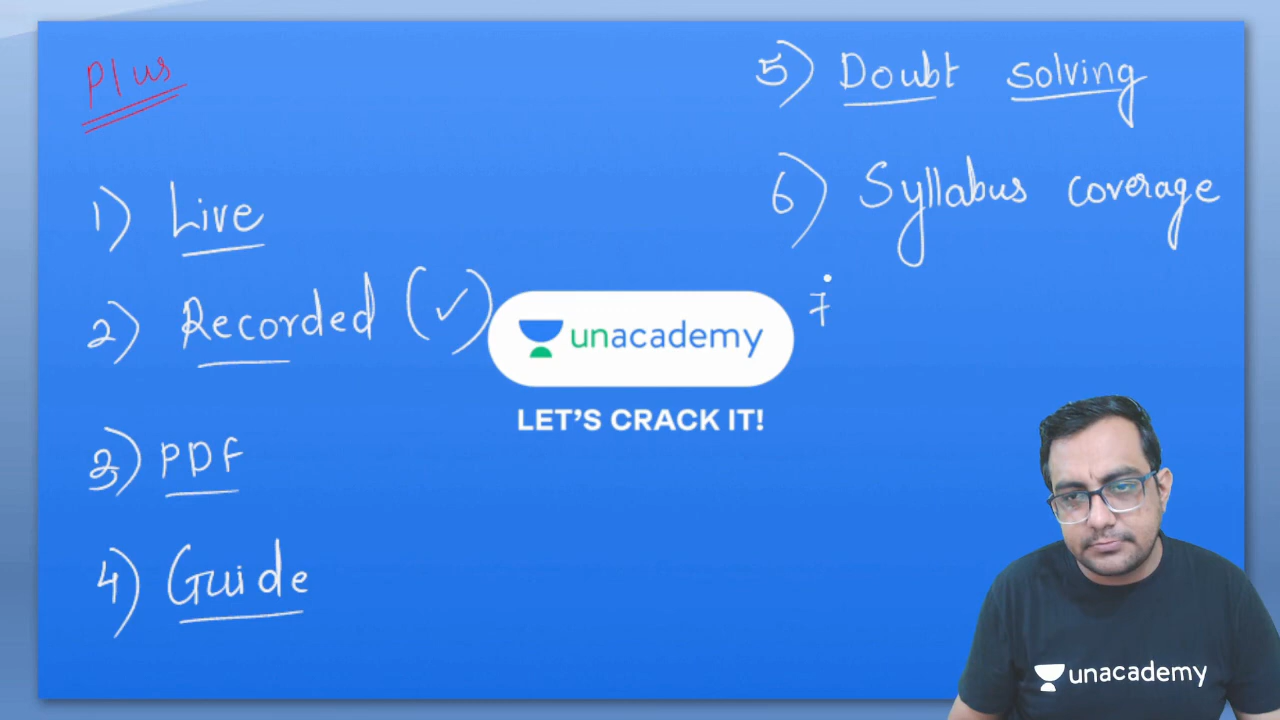 Plus
1) Live
2) Recorded (✓)
3) PDF
4) Guide
5) Doubt solving
6) Syllabus coverage
7
unacademy
LET'S CRACK IT!
unacademy